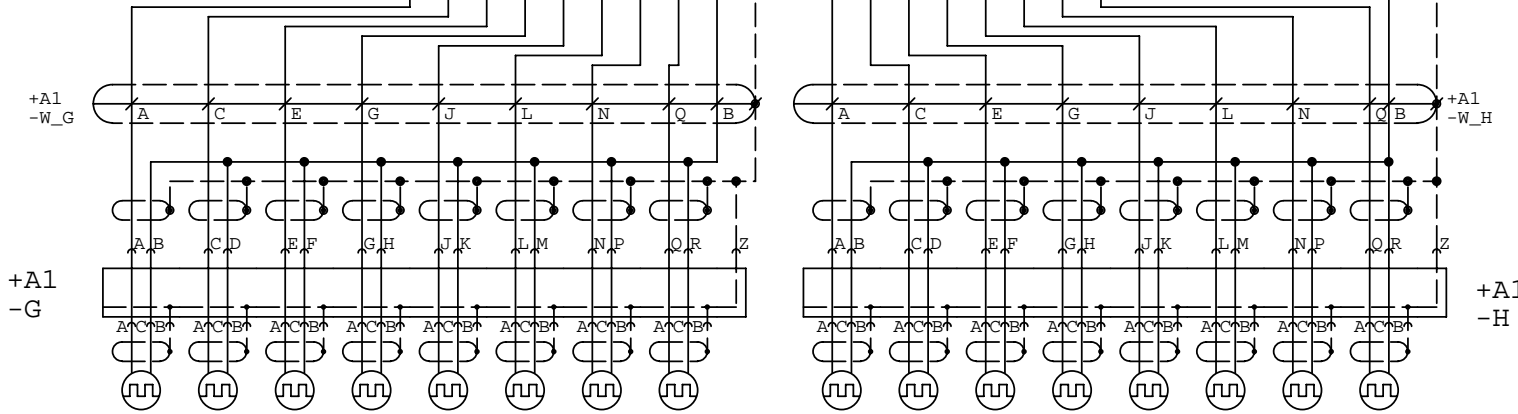 +A1
-W_G
A C E G J L N Q B
A C E G J L N Q B
+A1
-W_H
A B C D E F G H J K L M N P Q R Z
A B C D E F G H J K L M N P Q R Z
+A1
-G
+A1
-H
A C B A C B A C B A C B A C B A C B A C B A C B
A C B A C B A C B A C B A C B A C B A C B A C B